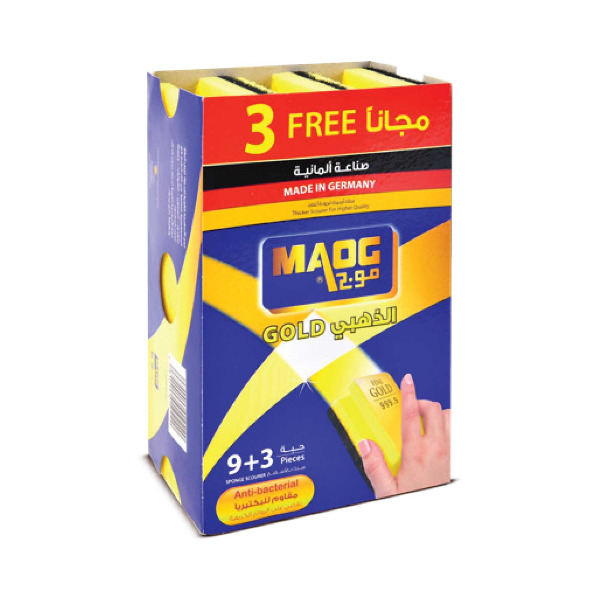 3 FREE مجاناً
صناعة ألمانية
MADE IN GERMANY
Thicker Scourer For Higher Quality
MAOG
موج ®
GOLD الذهبي
FINE
GOLD
999.9
9+3 حبة
Pieces
SPONGE SCOURER
Anti-bacterial
مقاوم للبكتيريا